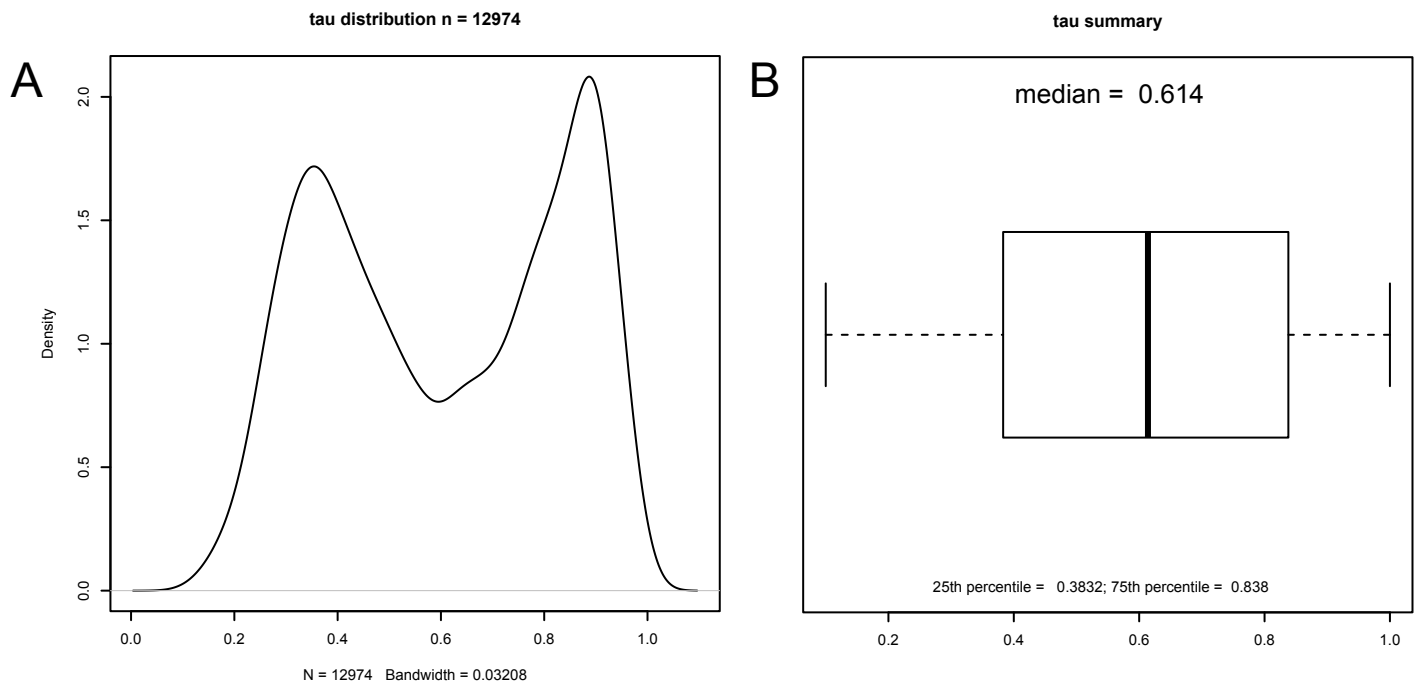 tau distribution n = 12974
A
Density
0.0
0.5
1.0
1.5
2.0
0.0 0.2 0.4 0.6 0.8 1.0
N = 12974 Bandwidth = 0.03208
tau summary
B
median = 0.614
25th percentile = 0.3832; 75th percentile = 0.838
0.2 0.4 0.6 0.8 1.0